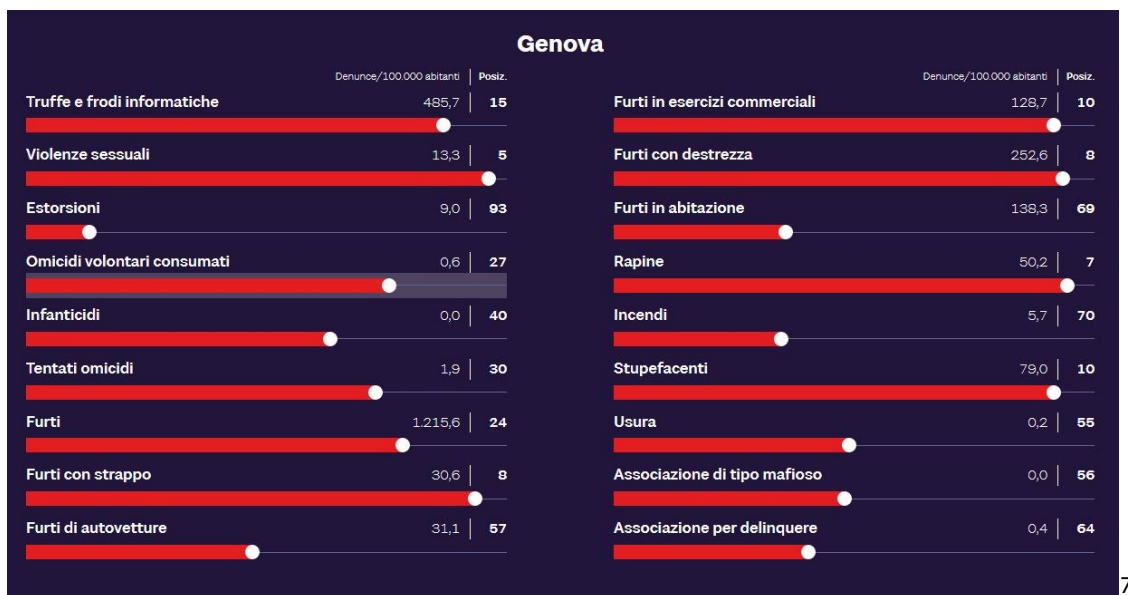 Genova
Denunce/100.000 abitanti Posiz.
Truffe e frodi informatiche 485,7 15
Violenze sessuali 13,3 5
Estorsioni 9,0 93
Omicidi volontari consumati 0,6 27
Infanticidi 0,0 40
Tentati omicidi 1,9 30
Furti 1.215,6 24
Furti con strappo 30,6 8
Furti di autovetture 31,1 57
Denunce/100.000 abitanti Posiz.
Furti in esercizi commerciali 128,7 10
Furti con destrezza 252,6 8
Furti in abitazione 138,3 69
Rapine 50,2 7
Incendi 5,7 70
Stupefacenti 79,0 10
Usura 0,2 55
Associazione di tipo mafioso 0,0 56
Associazione per delinquere 0,4 64